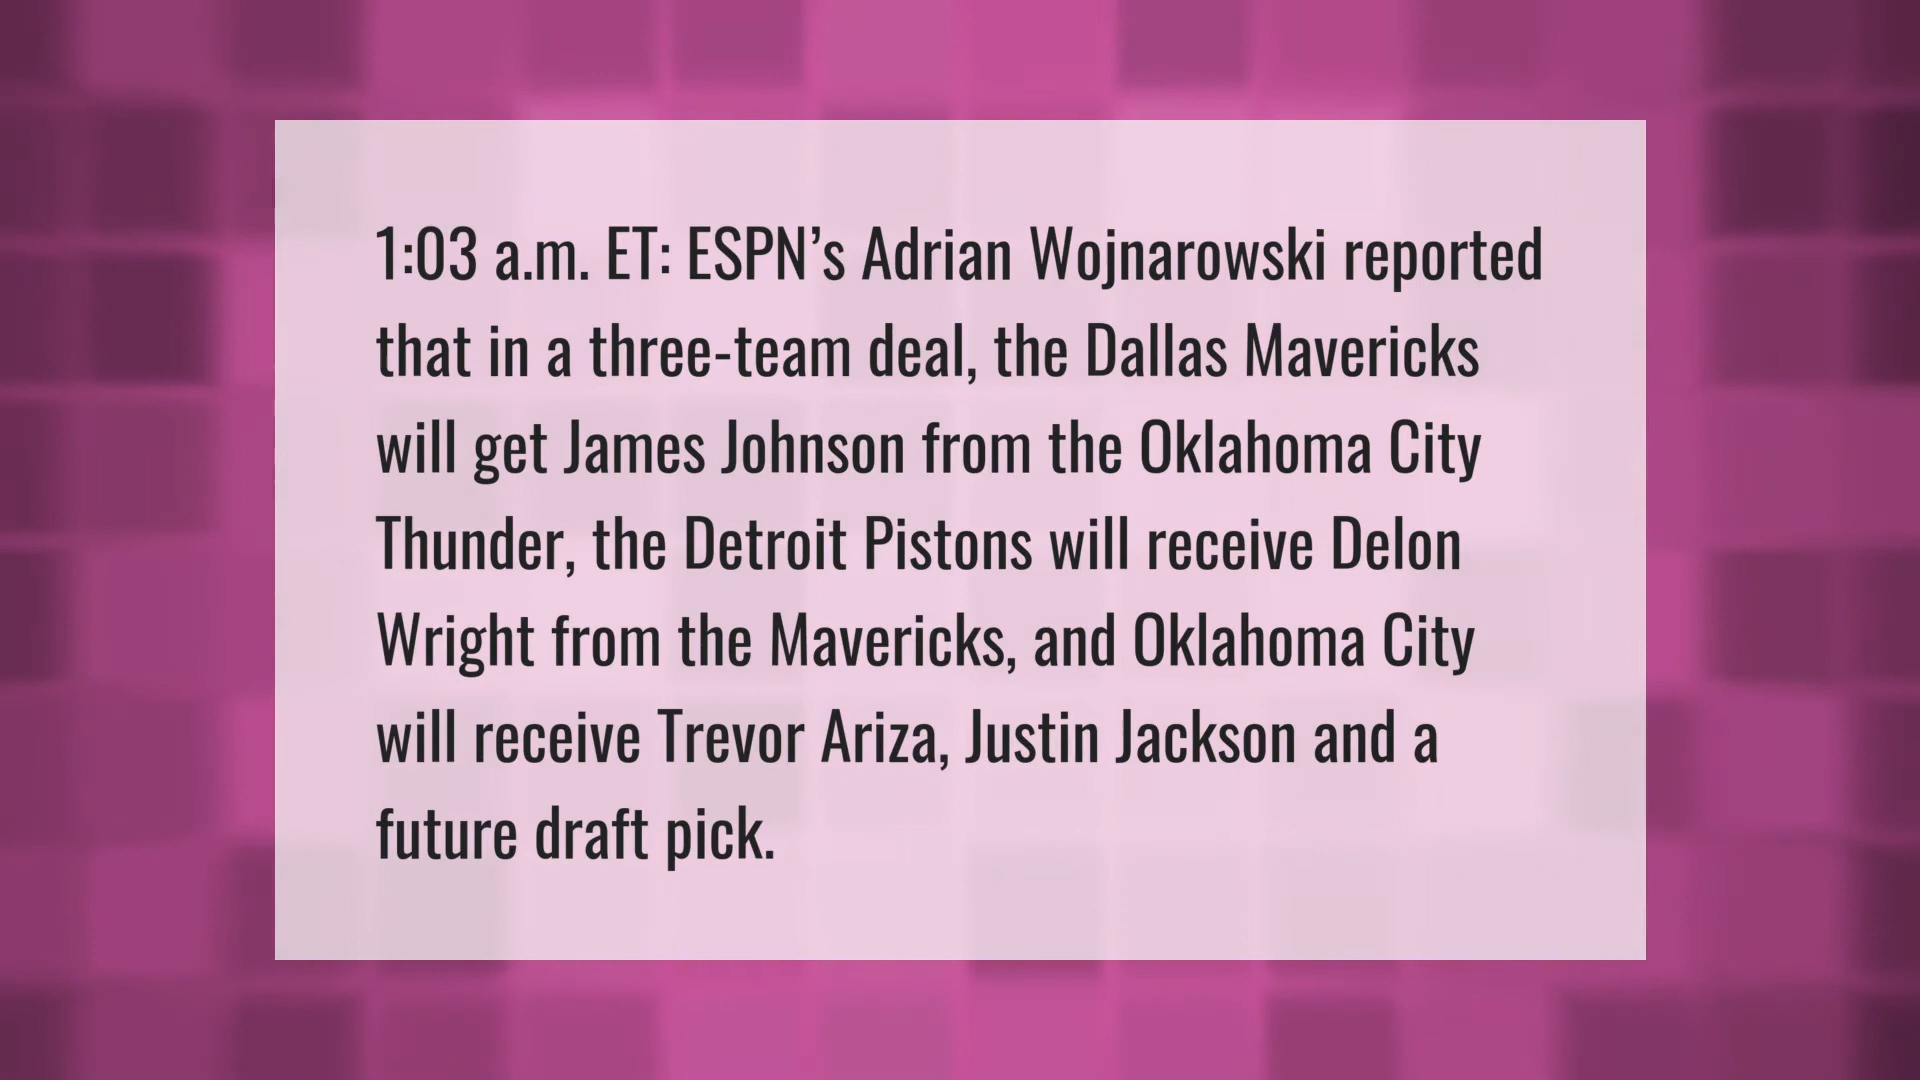 1:03 a.m. ET: ESPN’s Adrian Wojnarowski reported
that in a three-team deal, the Dallas Mavericks
will get James Johnson from the Oklahoma City
Thunder, the Detroit Pistons will receive Delon
Wright from the Mavericks, and Oklahoma City
will receive Trevor Ariza, Justin Jackson and a
future draft pick.